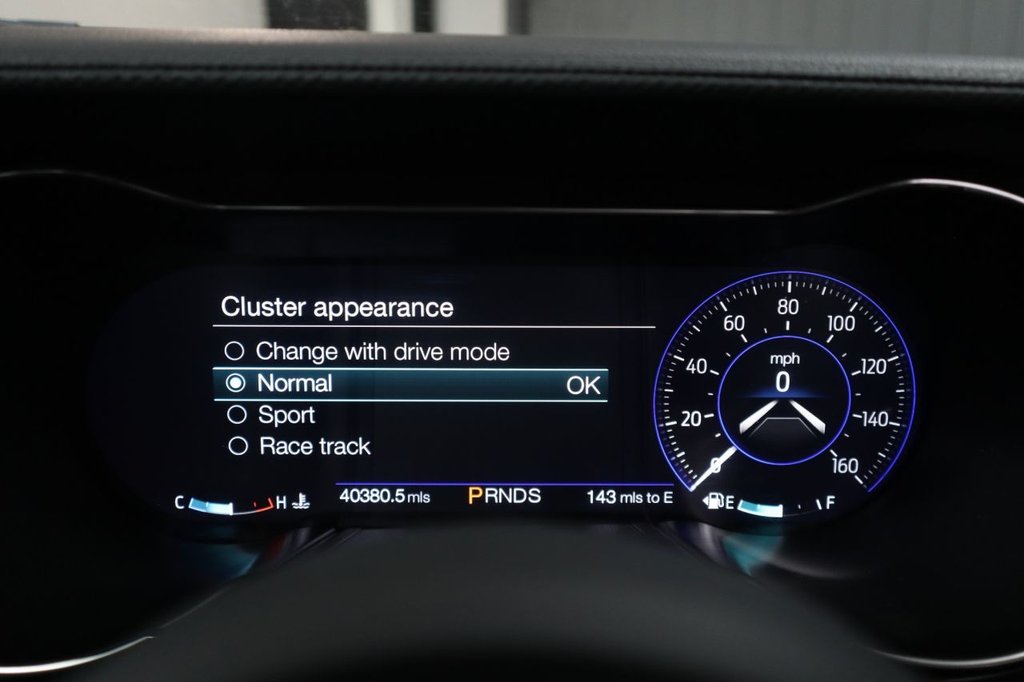 Cluster appearance
Change with drive mode
Normal OK
Sport
Race track
C H
40380.5 mls PRNDS 143 mls to E
0 20 40 60 80 100 120 140 160
mph
0
E F